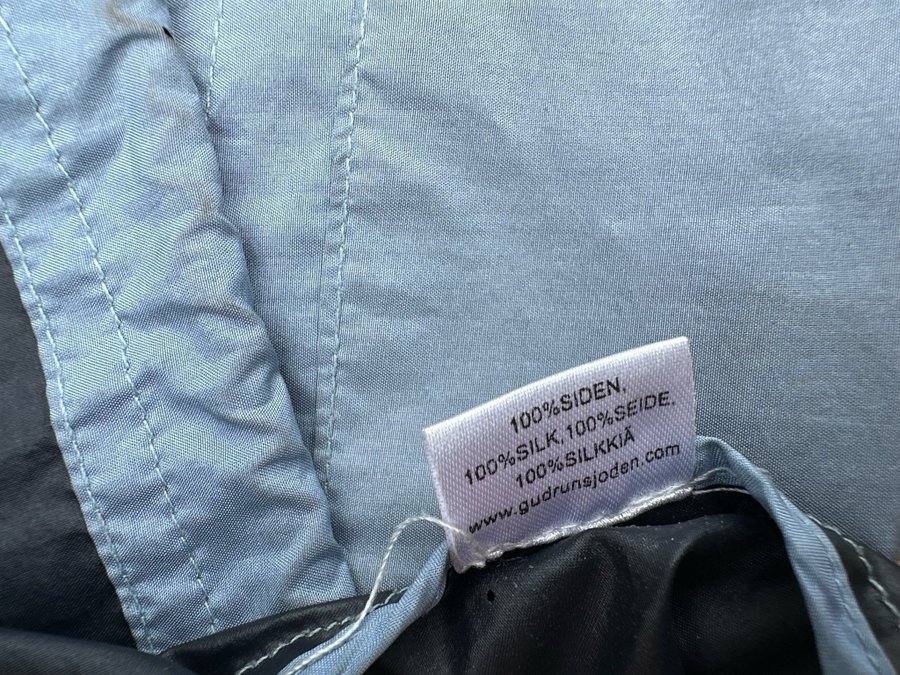 100%SIDEN,
100%SILK,100%SEIDE,
100%SILKKIÄ
www.gudrunsjoden.com